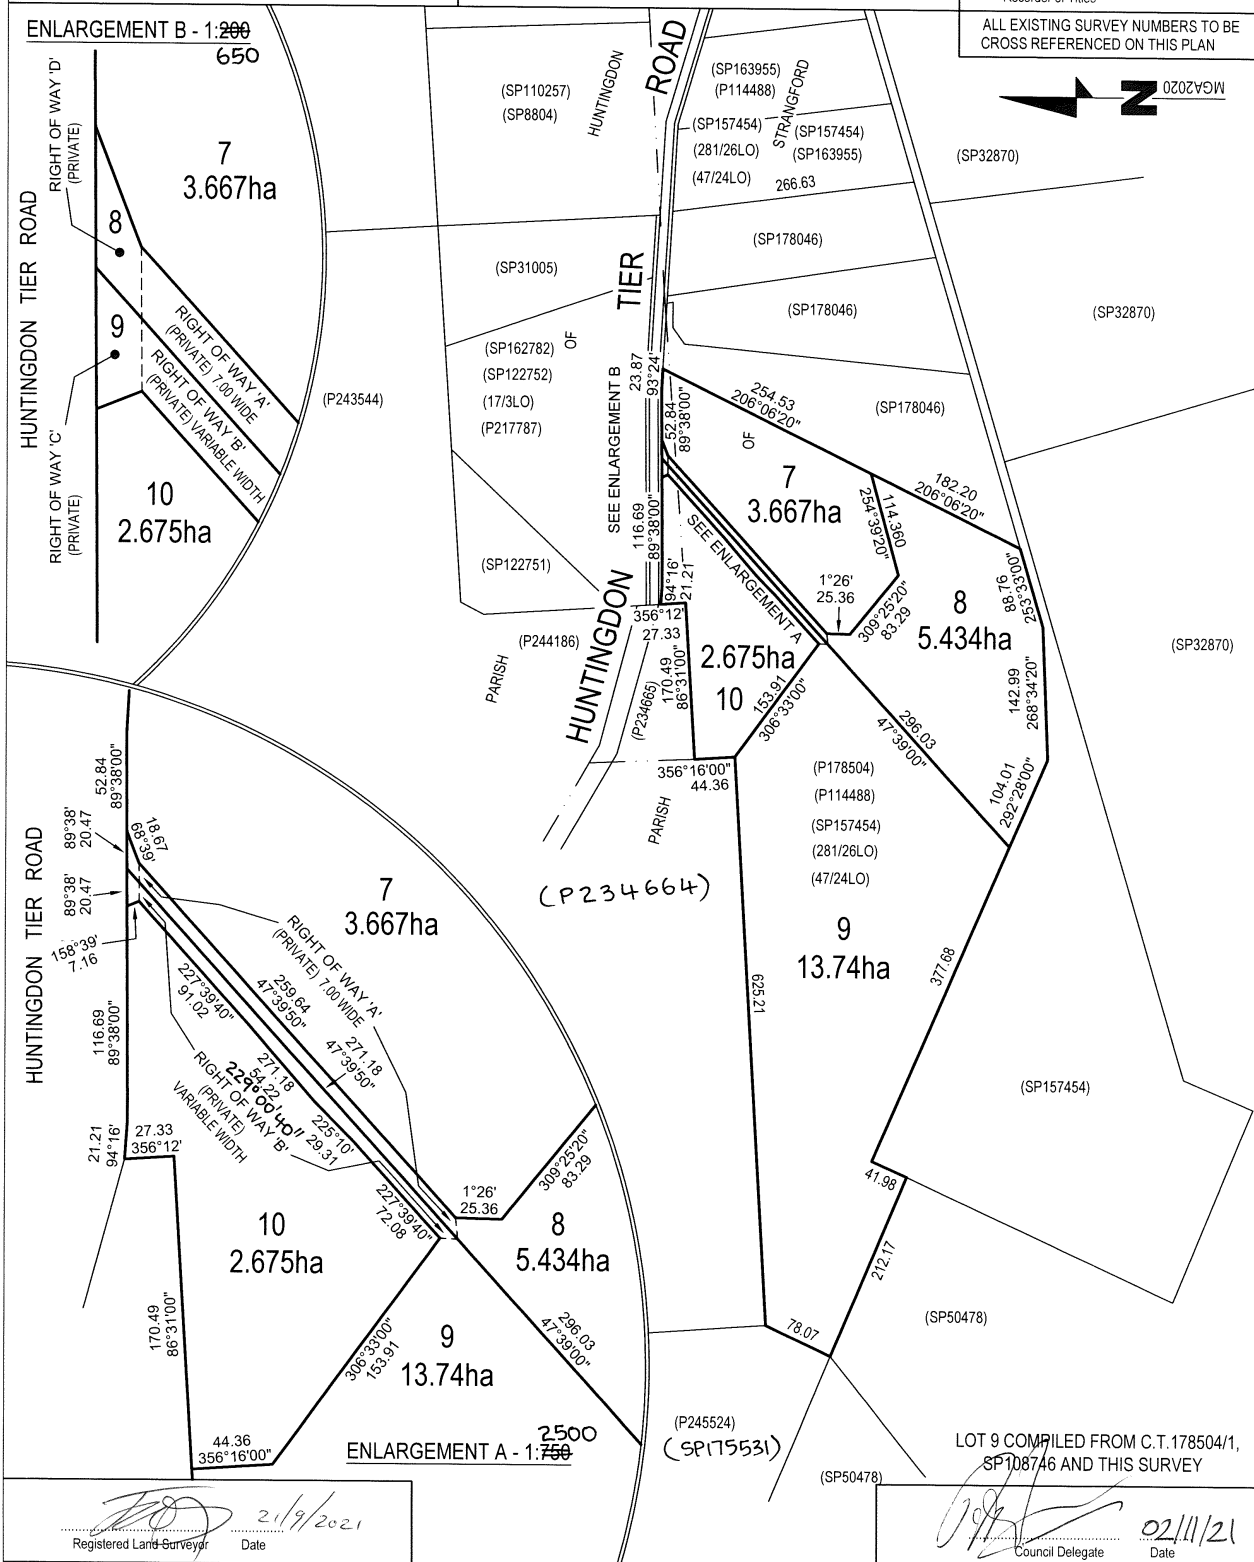 Recorder of Titles
ALL EXISTING SURVEY NUMBERS TO BE
CROSS REFERENCED ON THIS PLAN
MGA2020
N
ENLARGEMENT B - 1:200
650
RIGHT OF WAY 'D'
(PRIVATE)
7
3.667ha
8
9
HUNTINGDON TIER ROAD
RIGHT OF WAY 'A'
(PRIVATE) 7.00 WIDE
RIGHT OF WAY 'B'
(PRIVATE) VARIABLE WIDTH
RIGHT OF WAY 'C'
(PRIVATE)
10
2.675ha
(SP110257)
(SP8804)
HUNTINGDON
ROAD
(SP163955)
(P114488)
STRANGFORD
(SP157454)
(SP157454)
(281/26LO)
(SP163955)
(47/24LO)
266.63
(SP32870)
(SP178046)
(SP31005)
TIER
(SP178046)
(SP32870)
(SP162782)
OF
(SP122752)
(17/3LO)
(P217787)
(P243544)
23.87
93°24'
SEE ENLARGEMENT B
52.84
89°38'00"
254.53
206°06'20"
(SP178046)
OF
7
3.667ha
182.20
206°06'20"
114.360
254°39'20"
116.69
89°38'00"
SEE ENLARGEMENT A
(SP122751)
94°16'
21.21
1°26'
25.36
309°25'20"
83.29
8
5.434ha
88.76
253°33'00"
(SP32870)
HUNTINGDON
356°12'
27.33
(P244186)
PARISH
(P234665)
170.49
86°31'00"
2.675ha
10
153.91
306°33'00"
296.03
47°39'00"
142.99
268°34'20"
356°16'00"
44.36
PARISH
(P178504)
(P114488)
(SP157454)
(281/26LO)
(47/24LO)
104.01
292°28'00"
(P234664)
9
13.74ha
625.21
377.68
(SP157454)
41.98
212.17
78.07
(SP50478)
(P245524)
(SP175531)
(SP50478)
52.84
89°38'00"
HUNTINGDON TIER ROAD
89°38'
20.47
18.67
68°39'
89°38'
20.47
158°39'
7.16
7
3.667ha
RIGHT OF WAY 'A'
(PRIVATE) 7.00 WIDE
227°39'40"
91.02
259.64
47°39'50"
271.18
47°39'50"
116.69
89°38'00"
271.18
54.22
229°00'40"
RIGHT OF WAY 'B'
(PRIVATE)
VARIABLE WIDTH
225°10'
29.31
21.21
94°16'
27.33
356°12'
309°25'20"
83.29
227°39'40"
72.08
1°26'
25.36
10
2.675ha
8
5.434ha
170.49
86°31'00"
306°33'00"
153.91
9
13.74ha
296.03
47°39'00"
44.36
356°16'00"
ENLARGEMENT A - 1:750
2500
LOT 9 COMPILED FROM C.T.178504/1,
SP108746 AND THIS SURVEY
21/9/2021
Registered Land Surveyor Date
02/11/21
Council Delegate Date